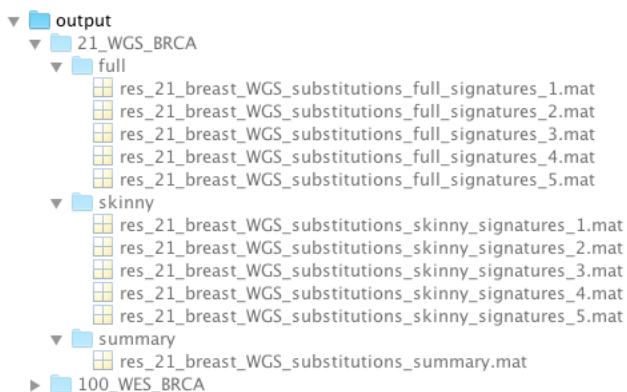 output
21_WGS_BRCA
full
res_21_breast_WGS_substitutions_full_signatures_1.mat
res_21_breast_WGS_substitutions_full_signatures_2.mat
res_21_breast_WGS_substitutions_full_signatures_3.mat
res_21_breast_WGS_substitutions_full_signatures_4.mat
res_21_breast_WGS_substitutions_full_signatures_5.mat
skinny
res_21_breast_WGS_substitutions_skinny_signatures_1.mat
res_21_breast_WGS_substitutions_skinny_signatures_2.mat
res_21_breast_WGS_substitutions_skinny_signatures_3.mat
res_21_breast_WGS_substitutions_skinny_signatures_4.mat
res_21_breast_WGS_substitutions_skinny_signatures_5.mat
summary
res_21_breast_WGS_substitutions_summary.mat
100_WES_BRCA